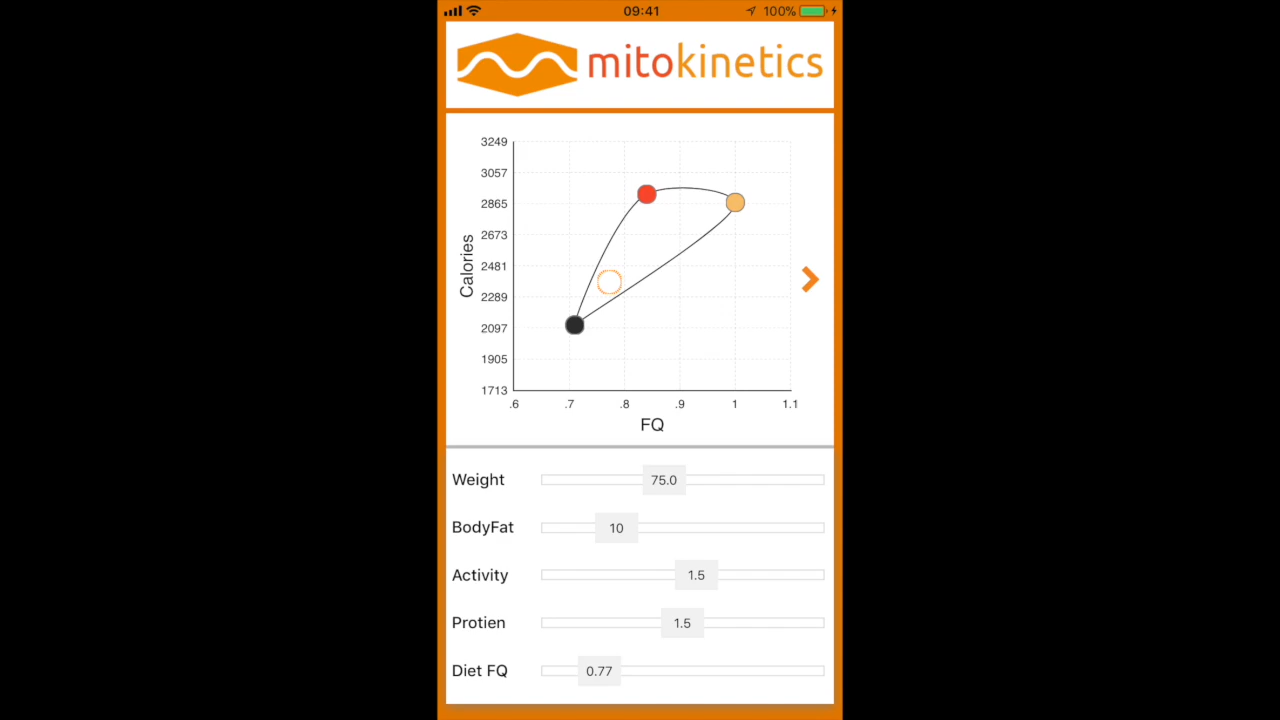 09:41
100%
mitokinetics
3249
3057
2865
2673
2481
2289
2097
1905
1713
Calories
.6 .7 .8 .9 1 1.1
FQ
Weight 75.0
BodyFat 10
Activity 1.5
Protien 1.5
Diet FQ 0.77